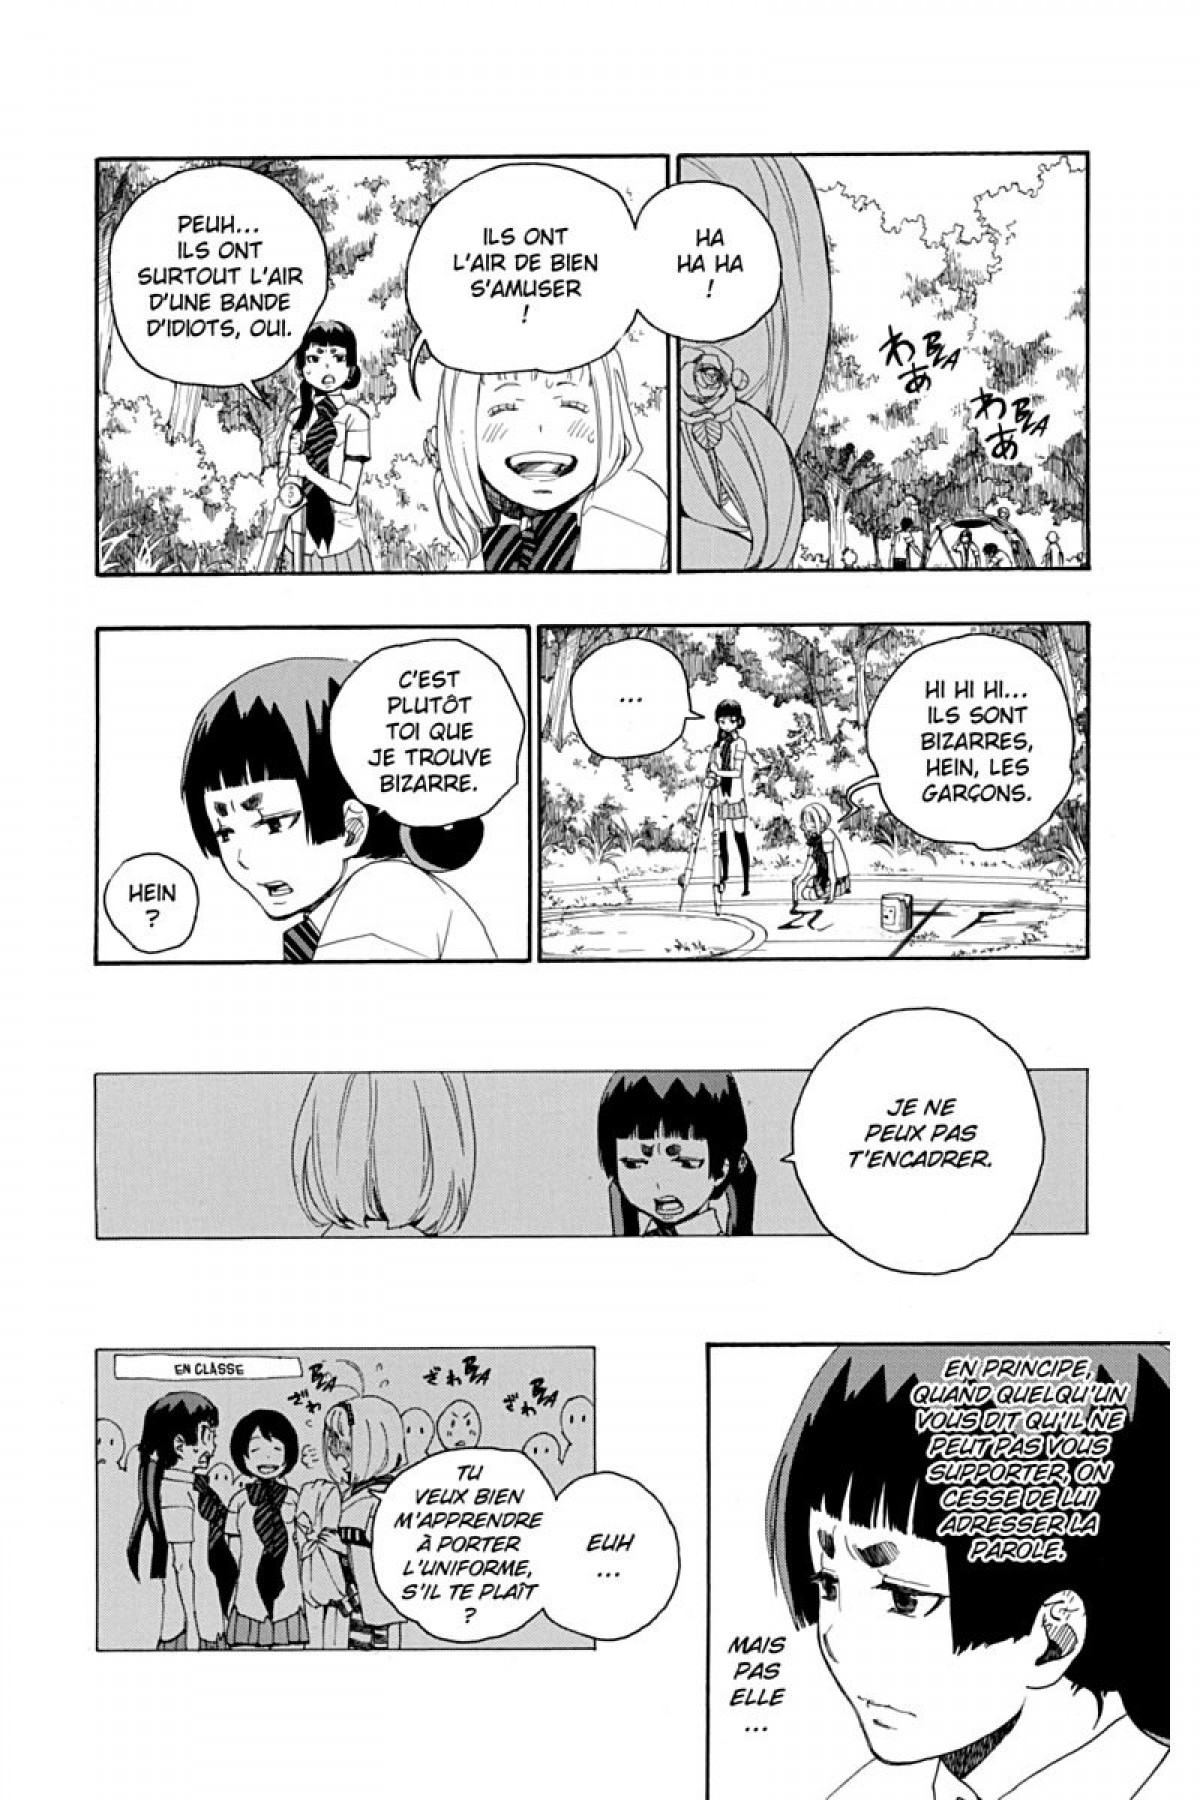 HA
HA HA
!
ILS ONT
L'AIR DE BIEN
S'AMUSER
!
PEUH...
ILS ONT
SURTOUT L'AIR
D'UNE BANDE
D'IDIOTS, OUI.
わあ
BLA
わあ
BLA
HI HI HI...
ILS SONT
BIZARRES,
HEIN, LES
GARÇONS.
...
C'EST
PLUTÔT
TOI QUE
JE TROUVE
BIZARRE.
HEIN
?
JE NE
PEUX PAS
T'ENCADRER.
EN PRINCIPE,
QUAND QUELQU'UN
VOUS DIT QU'IL NE
PEUT PAS VOUS
SUPPORTER, ON
CESSE DE LUI
ADRESSER LA
PAROLE.
MAIS
PAS
ELLE
...
EN CLASSE
ざわ
BLA
ざわ
BLA
EUH
...
TU
VEUX BIEN
M'APPRENDRE
À PORTER
L'UNIFORME,
S'IL TE PLAÎT
?